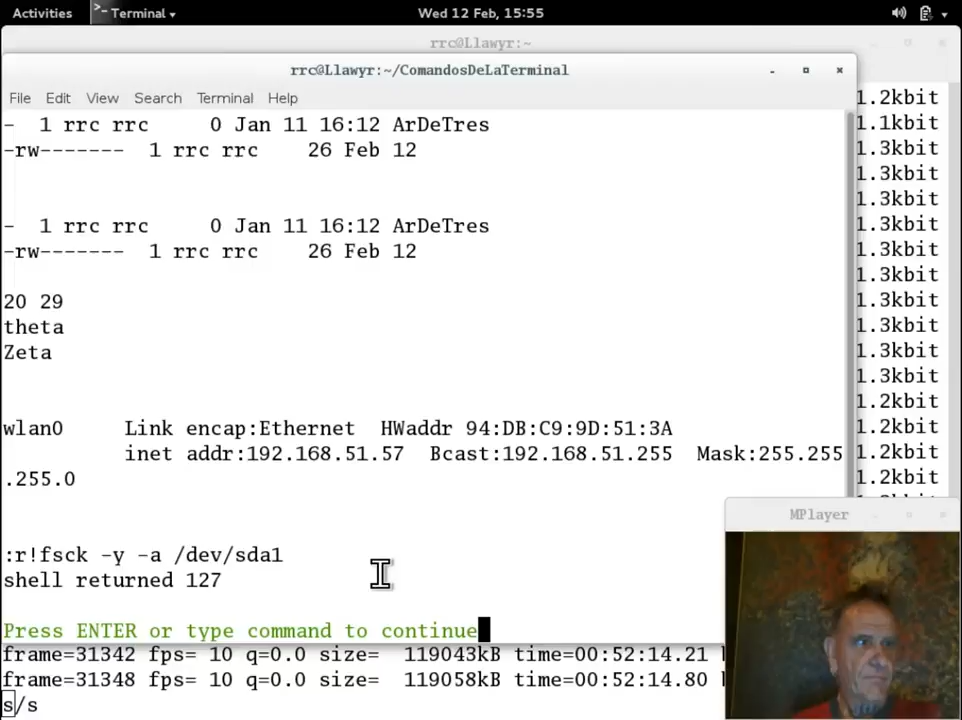 Activities Terminal Wed 12 Feb, 15:55
rrc@Llawyr:~
rrc@Llawyr:~/ComandosDeLaTerminal
File Edit View Search Terminal Help
- 1 rrc rrc 0 Jan 11 16:12 ArDeTres
-rw------- 1 rrc rrc 26 Feb 12
- 1 rrc rrc 0 Jan 11 16:12 ArDeTres
-rw------- 1 rrc rrc 26 Feb 12
20 29
theta
Zeta
wlan0 Link encap:Ethernet HWaddr 94:DB:C9:9D:51:3A
inet addr:192.168.51.57 Bcast:192.168.51.255 Mask:255.255
.255.0
:r!fsck -y -a /dev/sda1
shell returned 127
Press ENTER or type command to continue
1.2kbit
1.1kbit
1.3kbit
1.3kbit
1.3kbit
1.3kbit
1.3kbit
1.3kbit
1.3kbit
1.3kbit
1.3kbit
1.3kbit
1.2kbit
1.2kbit
1.2kbit
1.2kbit
MPlayer
frame=31342 fps= 10 q=0.0 size= 119043kB time=00:52:14.21
frame=31348 fps= 10 q=0.0 size= 119058kB time=00:52:14.80
s/s